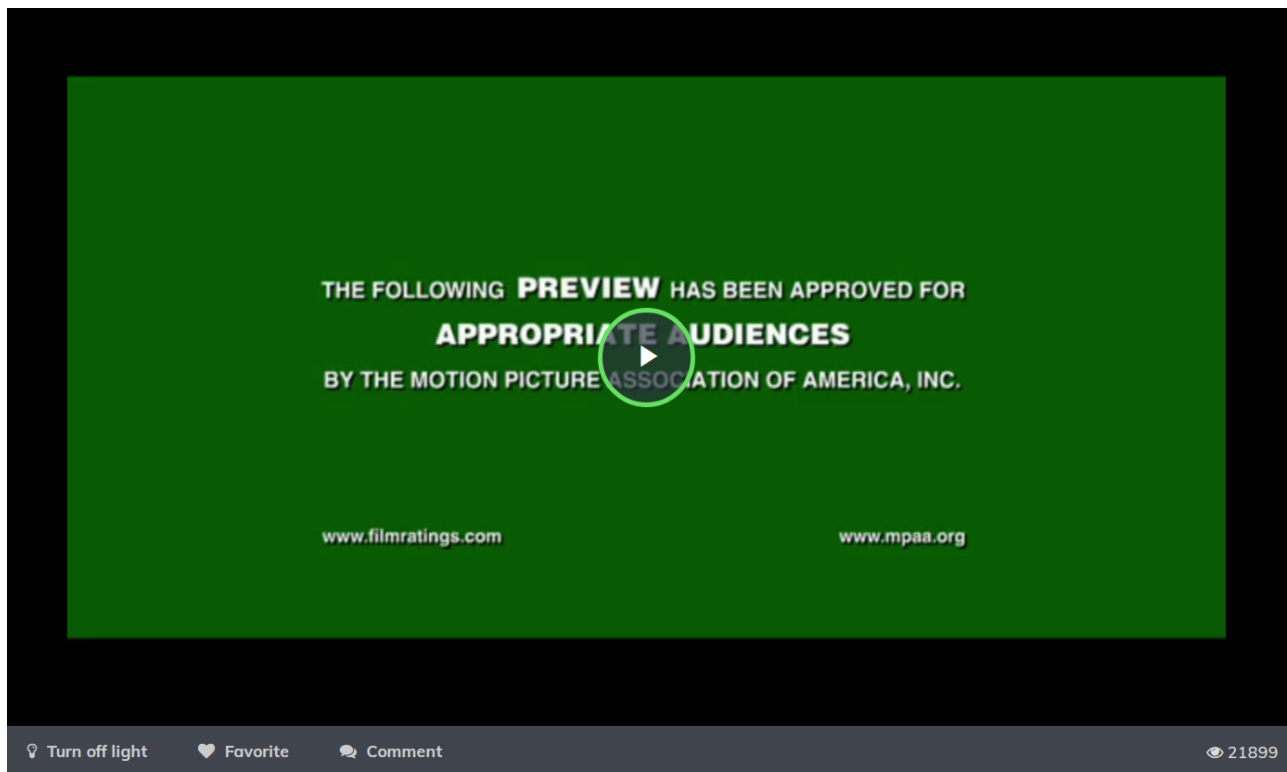 THE FOLLOWING PREVIEW HAS BEEN APPROVED FOR
APPROPRIATE AUDIENCES
BY THE MOTION PICTURE ASSOCIATION OF AMERICA, INC.
www.filmratings.com www.mpaa.org
Turn off light Favorite Comment 21899